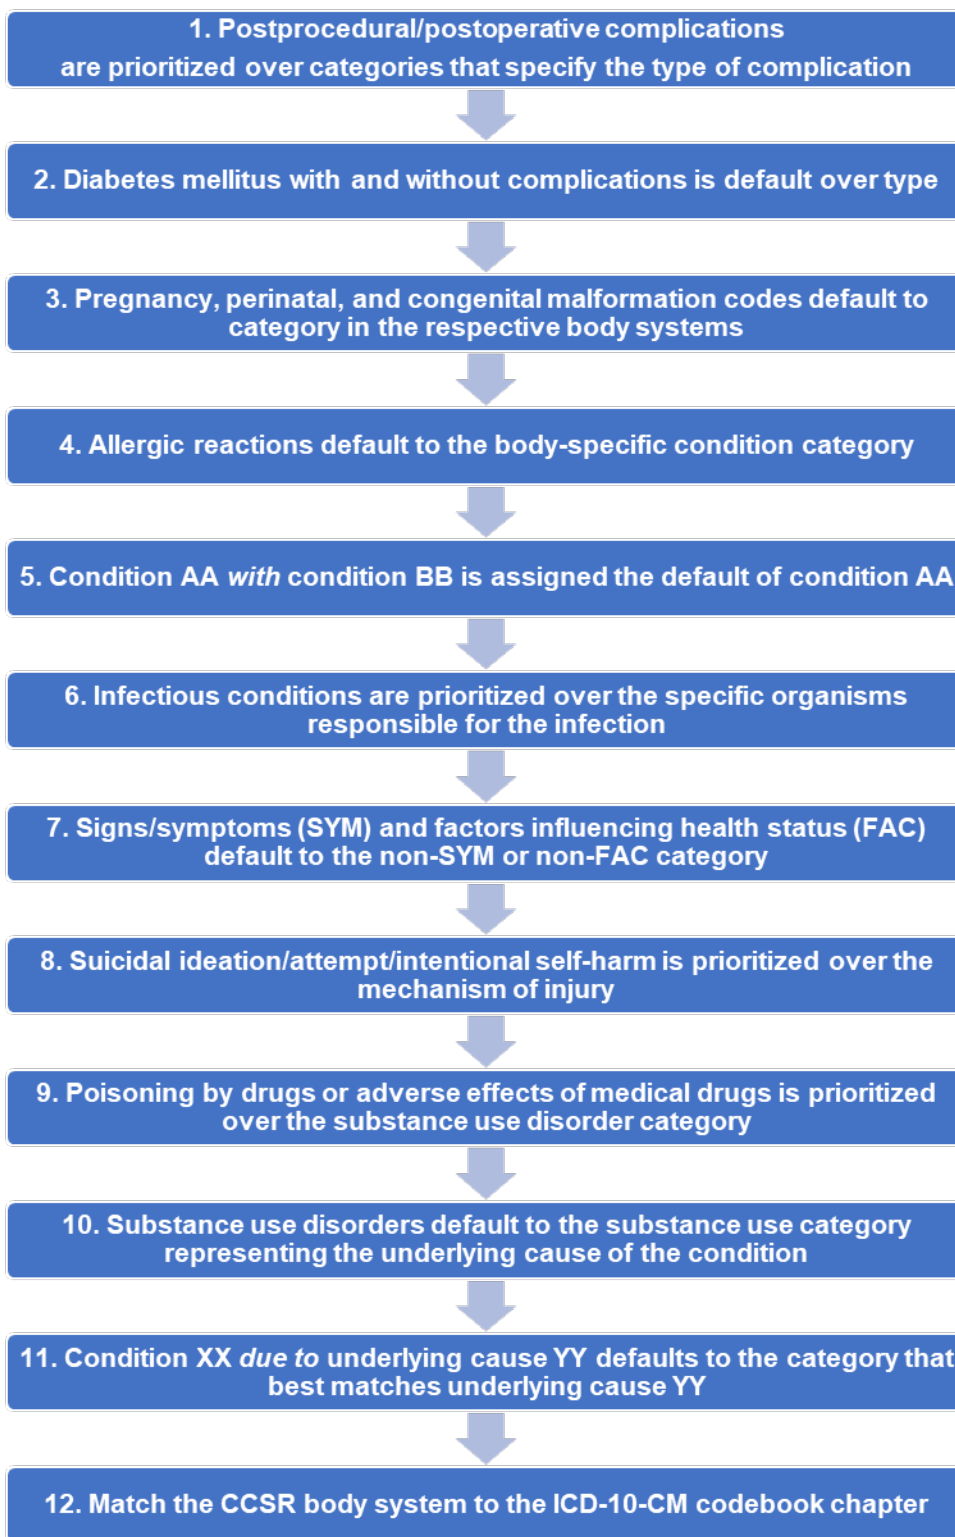 1. Postprocedural/postoperative complications
are prioritized over categories that specify the type of complication
2. Diabetes mellitus with and without complications is default over type
3. Pregnancy, perinatal, and congenital malformation codes default to
category in the respective body systems
4. Allergic reactions default to the body-specific condition category
5. Condition AA with condition BB is assigned the default of condition AA
6. Infectious conditions are prioritized over the specific organisms
responsible for the infection
7. Signs/symptoms (SYM) and factors influencing health status (FAC)
default to the non-SYM or non-FAC category
8. Suicidal ideation/attempt/intentional self-harm is prioritized over the
mechanism of injury
9. Poisoning by drugs or adverse effects of medical drugs is prioritized
over the substance use disorder category
10. Substance use disorders default to the substance use category
representing the underlying cause of the condition
11. Condition XX due to underlying cause YY defaults to the category that
best matches underlying cause YY
12. Match the CCSR body system to the ICD-10-CM codebook chapter